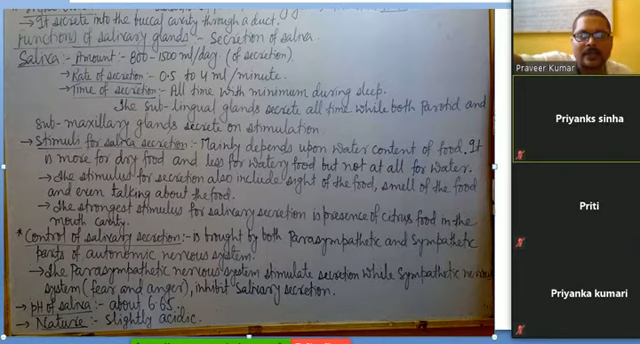 → It secrete into the buccal cavity through a duct.
functions of salivary glands - Secretion of saliva
Saliva:- Amount:- 800-1500 ml/day (of secretion)
→ Rate of secretion:- 0.5 to 4 ml/minute.
→ Time of secretion:- All time with minimum during sleep.
The Sub-lingual glands secrete all time while both Parotid and
Sub-maxillary glands secrete on stimulation.
→ Stimuli for saliva secretion:- Mainly depends upon water content of food. It
is more for dry food and less for watery food but not at all for water.
→ The stimulus for secretion also include sight of the food, smell of the food
and even talking about the food.
→ The strongest stimulus for salivary secretion is presence of citrus food in the
mouth cavity.
* Control of salivary secretion:- is brought by both Parasympathetic and Sympathetic
parts of autonomic nervous system.
→ The Parasympathetic nervous system stimulate secretion while Sympathetic nervous
system (fear and anger), inhibit Salivary secretion.
→ pH of saliva - about 6.65.
→ Nature:- Slightly acidic.
Praveer Kumar
Priyanks sinha
Priti
Priyanka kumari